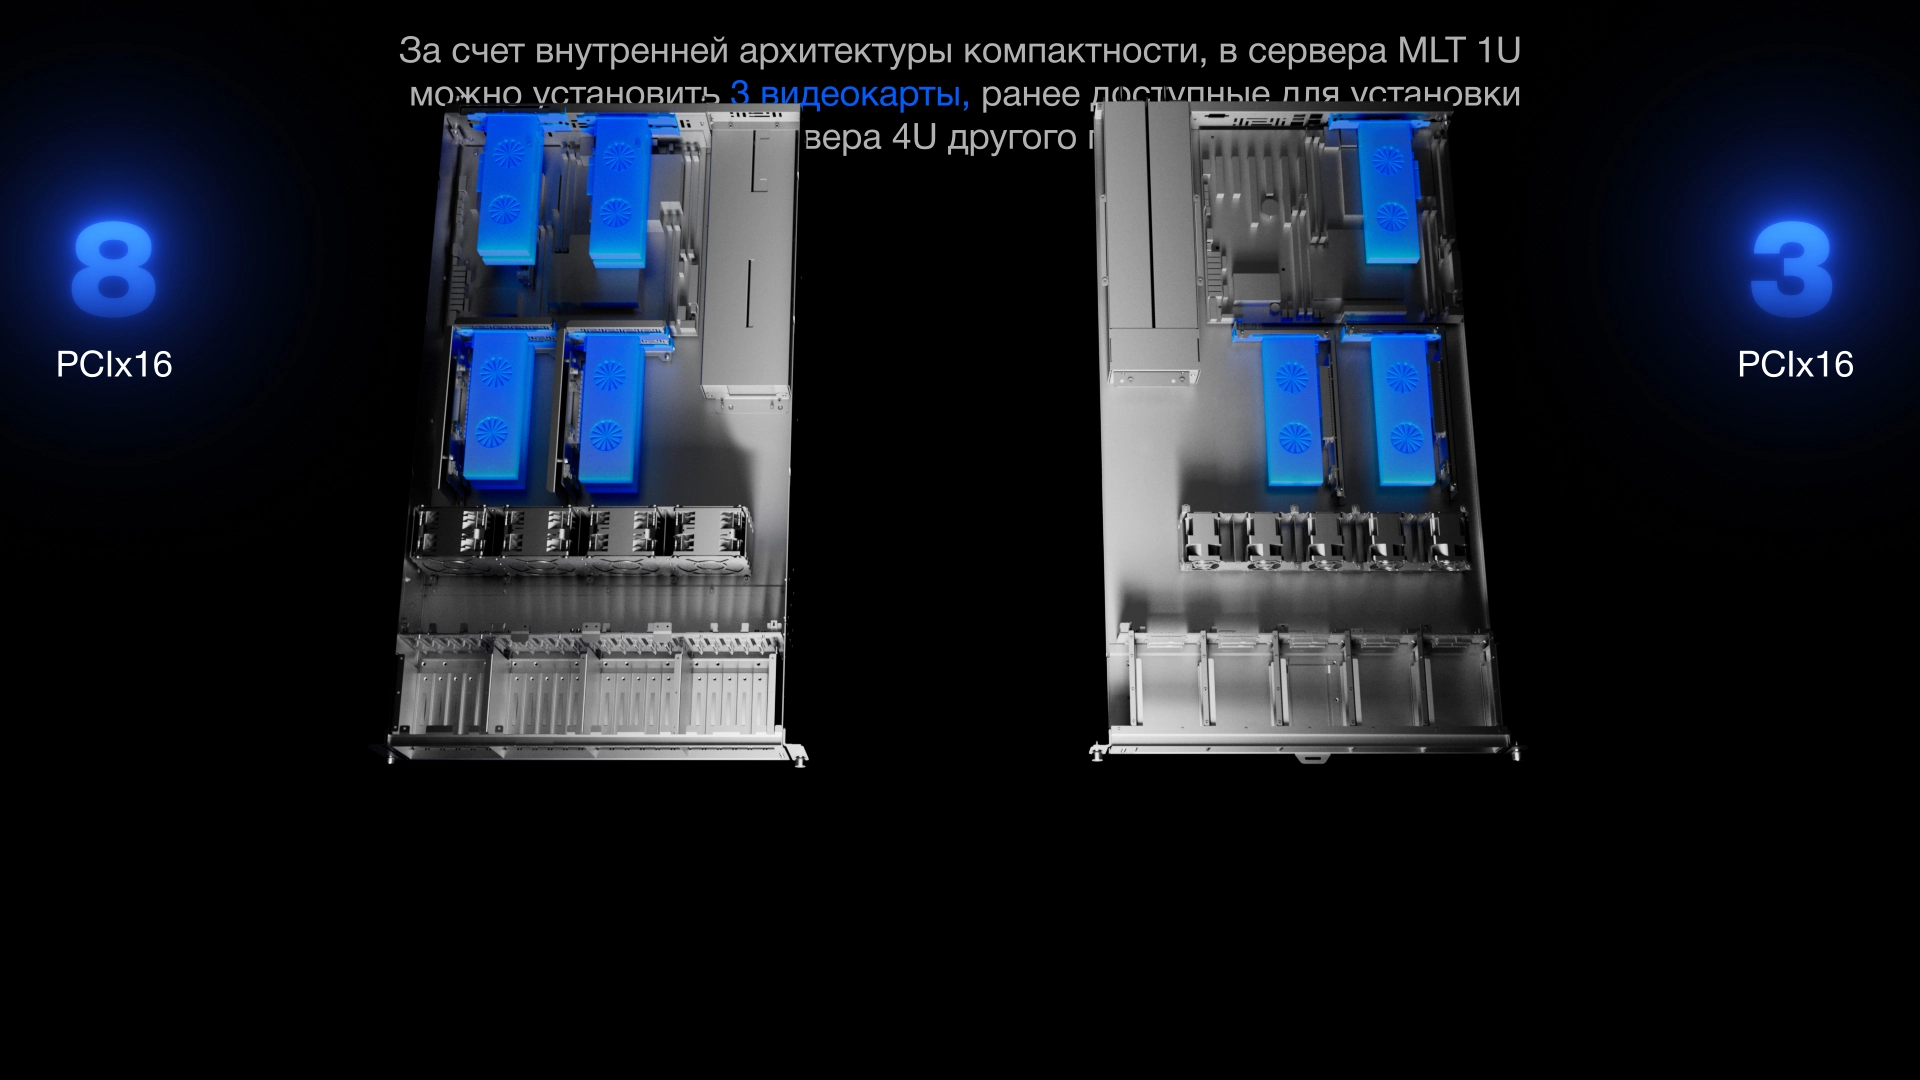 За счет внутренней архитектуры компактности, в сервера MLT 1U
можно установить 3 видеокарты, ранее доступные для установки
вера 4U другого
8
PCIx16
3
PCIx16